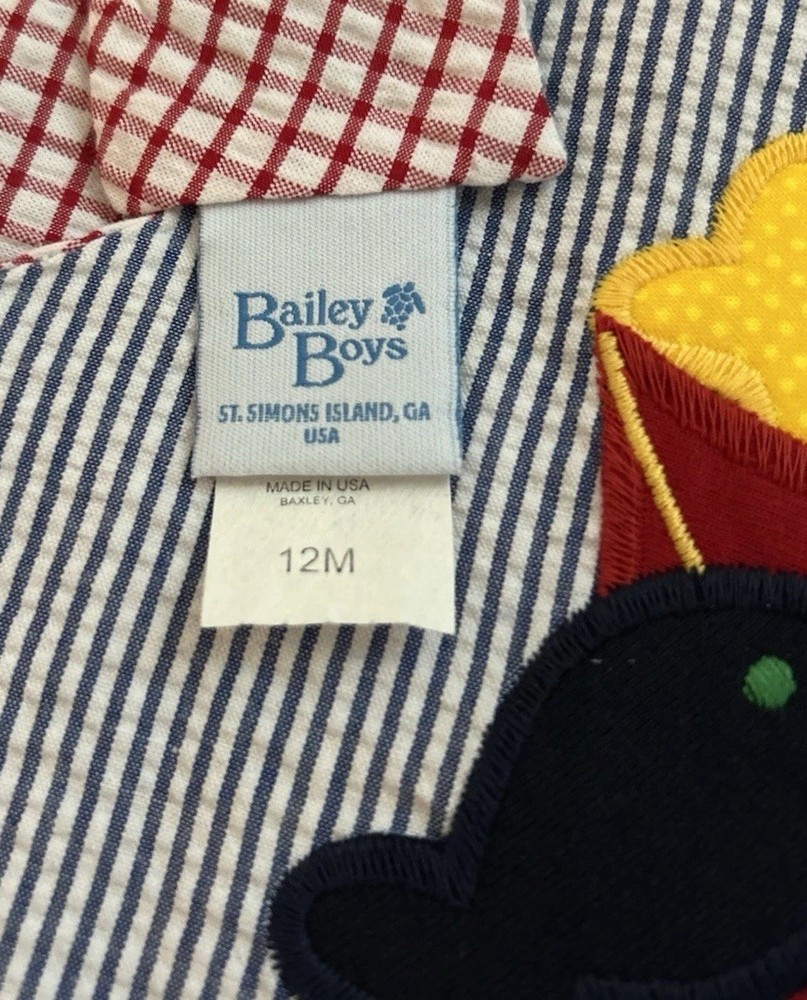 Bailey
Boys
ST. SIMONS ISLAND, GA
USA
MADE IN USA
BAXLEY, GA
12M